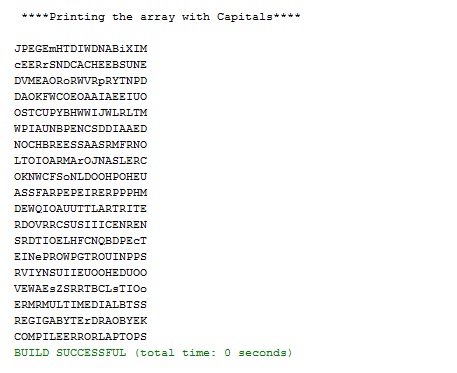 ****Printing the array with Capitals****
JPEGEmHTDIWDNABiXIM
cEERrSNDCACHEEBSUNE
DVMEAORoRWVRpRYTNPD
DAOKFWCOEOAAIAEEIUO
OSTCUPYBHWWIJWLRLTM
WPIAUNBPENCSDDIAAED
NOCHBREESSAASRMFRNO
LTOIOARMArOJNASLERC
OKNWCFSoNLDOOHPOHEU
ASSFARPEPEIRERPPPHM
DEWQIOAUUTTLARTRITE
RDOVRRCSUSIIICENREN
SRDTIOELHFCNQBDPEcT
EINePROWPGTROUINPPS
RVIYNSUIIEUOOHEDUOO
VEWAEsZSRRTBCLsTIOo
ERMRMULTIMEDIALBTSS
REGIGABYTErDRAOBYEK
COMPILEERRORLAPTOPS
BUILD SUCCESSFUL (total time: 0 seconds)